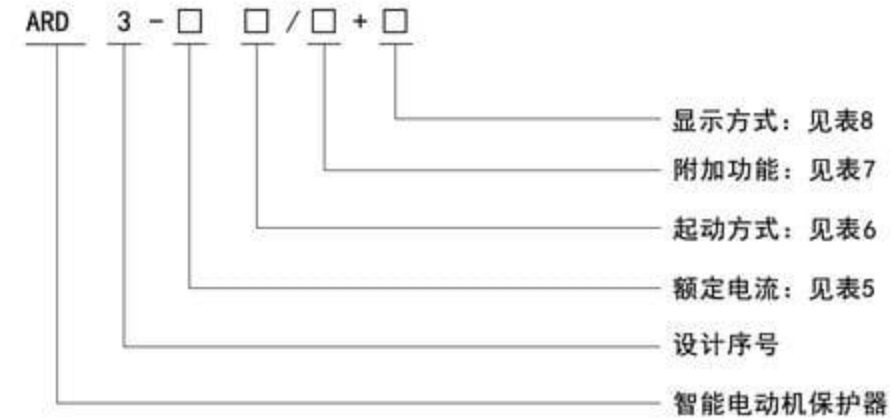 ARD 3-□ □/□+□
显示方式：见表8
附加功能：见表7
起动方式：见表6
额定电流：见表5
设计序号
智能电动机保护器